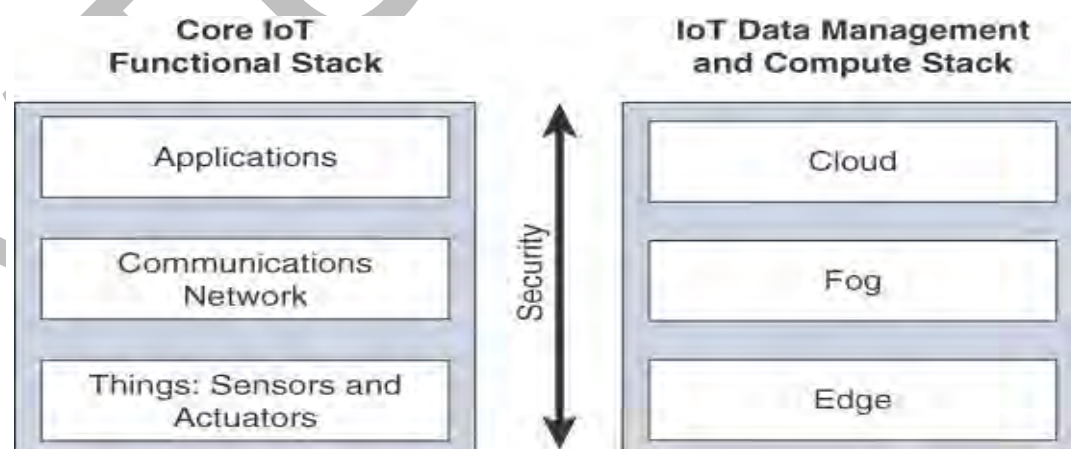 Core IoT
Functional Stack
Applications
Communications
Network
Things: Sensors and
Actuators
Security
IoT Data Management
and Compute Stack
Cloud
Fog
Edge